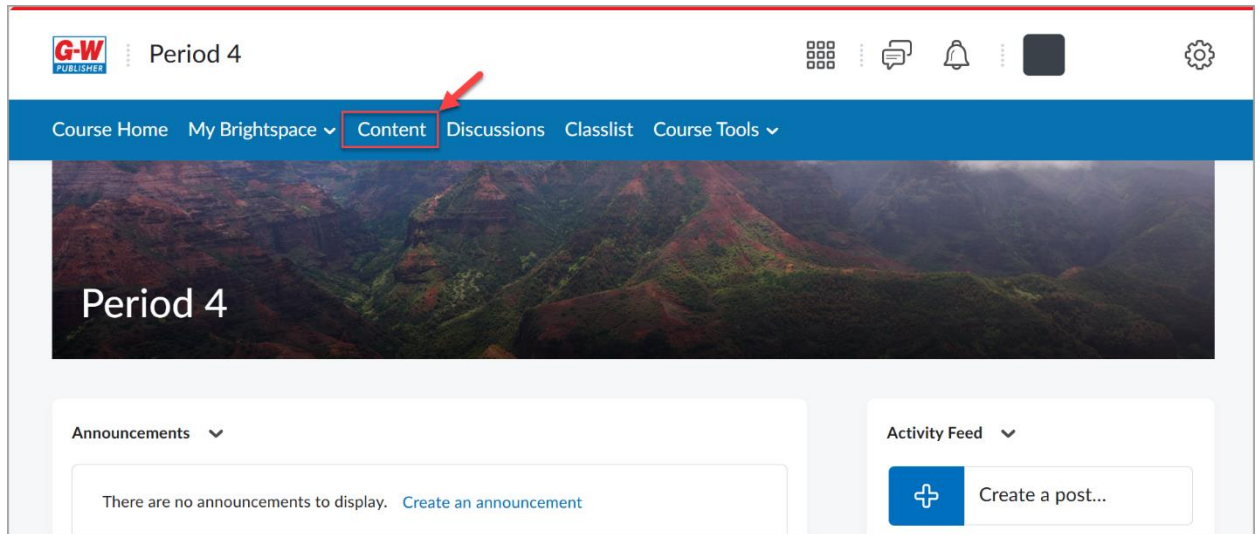 G-W
PUBLISHER
Period 4
Course Home My Brightspace Content Discussions Classlist Course Tools
Period 4
Announcements
There are no announcements to display. Create an announcement
Activity Feed
Create a post...